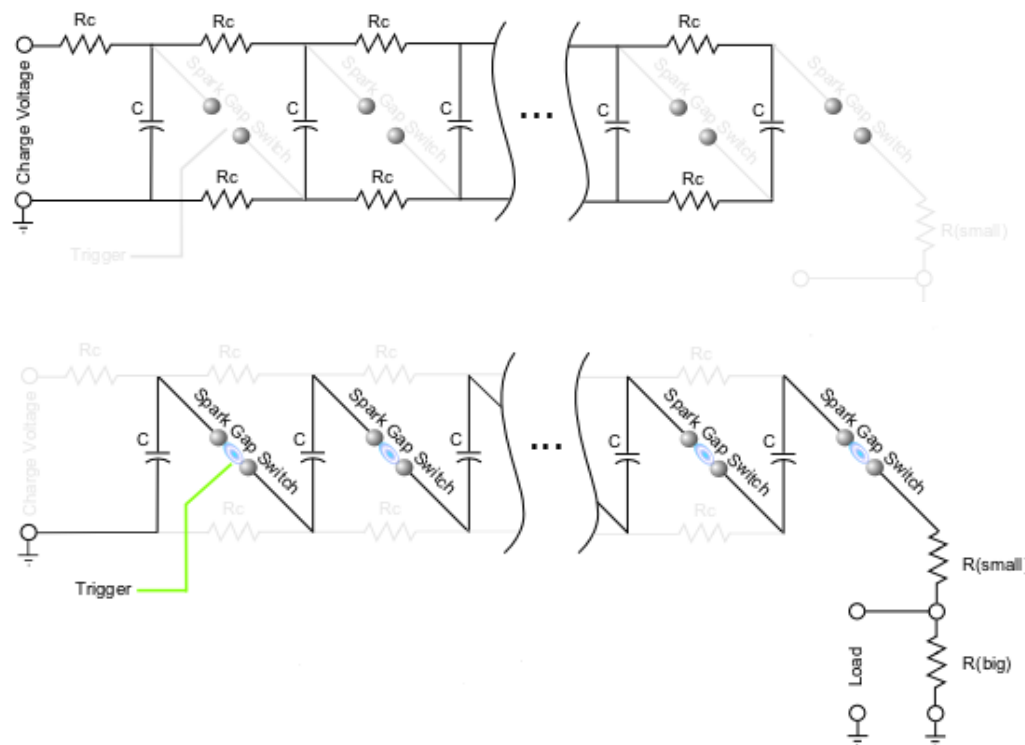 Rc Rc Rc Rc
Charge Voltage
C C C C C
Spark Gap Switch Spark Gap Switch Spark Gap Switch Spark Gap Switch
...
Rc Rc Rc
R(small)
Trigger
Rc Rc Rc Rc
Charge Voltage
C C C C C
Spark Gap Switch Spark Gap Switch Spark Gap Switch Spark Gap Switch
...
Rc Rc Rc
Trigger
R(small)
Load
R(big)